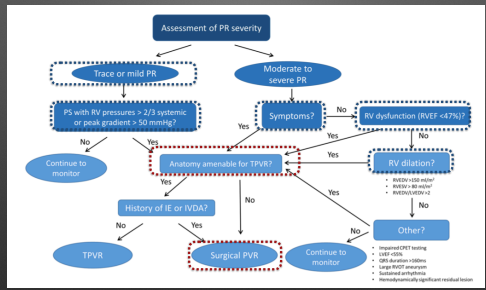 Assessment of PR severity
Trace or mild PR
Moderate to
severe PR
PS with RV pressures > 2/3 systemic
or peak gradient > 50 mmHg?
Symptoms?
No
RV dysfunction (RVEF <47%)?
No
Yes
Yes
Yes
No
Continue to
monitor
Anatomy amenable for TPVR?
Yes
RV dilation?
• RVEDV >150 ml/m²
• RVESV > 80 ml/m²
• RVEDV/LVEDV >2
Yes
History of IE or IVDA?
No
Yes
No
No
Yes
Other?
No
TPVR
Surgical PVR
Continue to
monitor
• Impaired CPET testing
• LVEF <55%
• QRS duration >160ms
• Large RVOT aneurysm
• Sustained arrhythmia
• Hemodynamically significant residual lesion